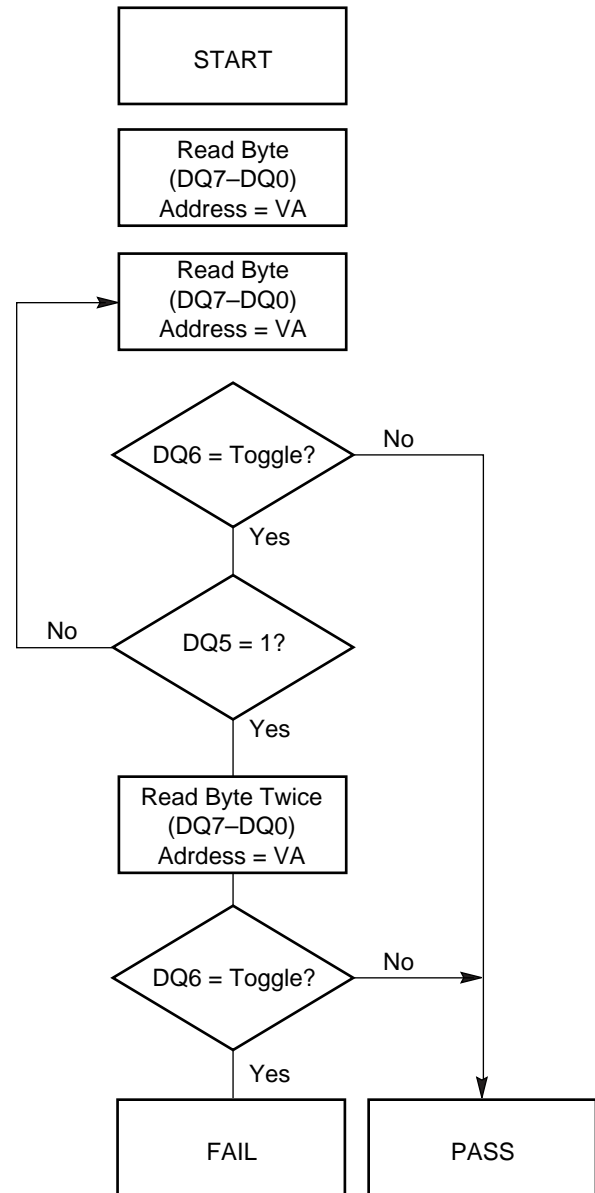 START
Read Byte
(DQ7–DQ0)
Address = VA
Read Byte
(DQ7–DQ0)
Address = VA
DQ6 = Toggle?
No
Yes
No
DQ5 = 1?
Yes
Read Byte Twice
(DQ7–DQ0)
Adrdess = VA
DQ6 = Toggle?
No
Yes
FAIL
PASS